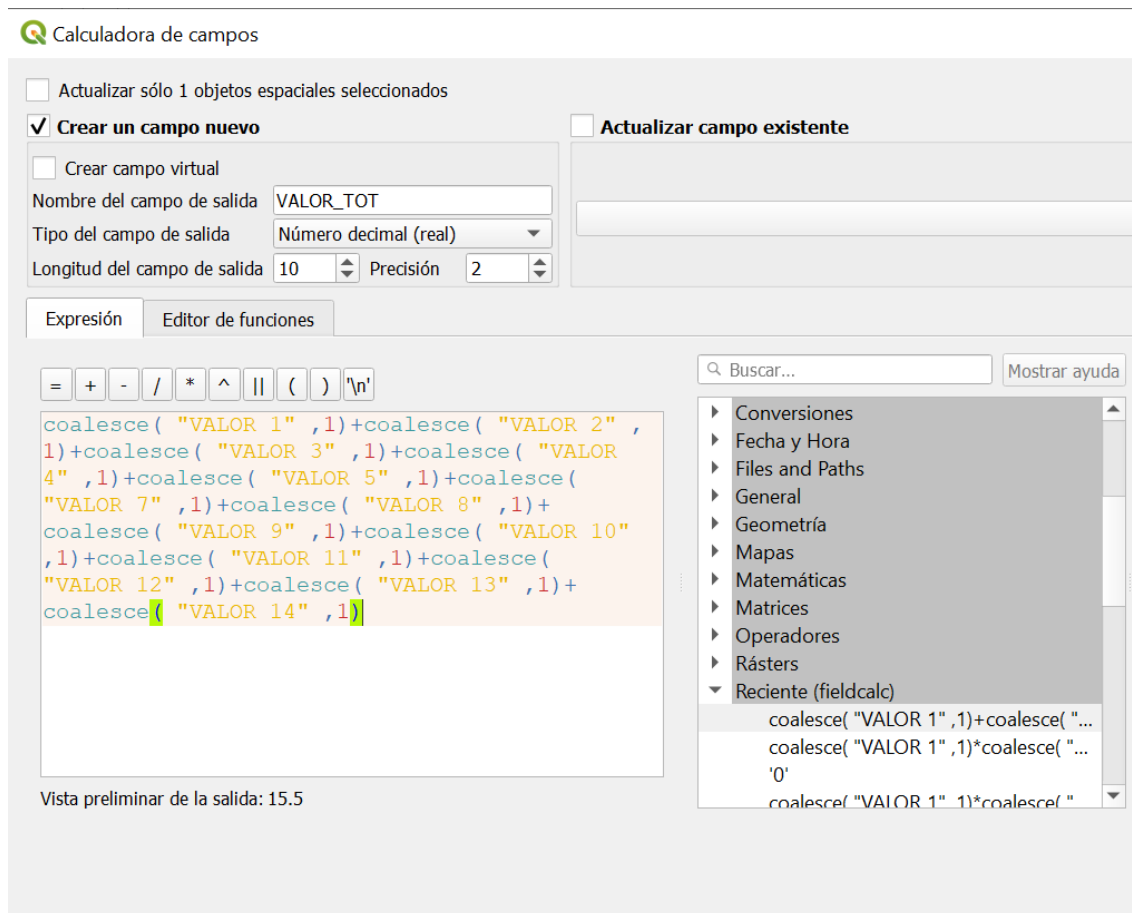 Calculadora de campos
Actualizar sólo 1 objetos espaciales seleccionados
Crear un campo nuevo
Actualizar campo existente
Crear campo virtual
Nombre del campo de salida VALOR_TOT
Tipo del campo de salida Número decimal (real)
Longitud del campo de salida 10 Precisión 2
Expresión Editor de funciones
= + - / * ^ || ( ) '\n'
coalesce( "VALOR 1" ,1)+coalesce( "VALOR 2" ,
1)+coalesce( "VALOR 3" ,1)+coalesce( "VALOR
4" ,1)+coalesce( "VALOR 5" ,1)+coalesce(
"VALOR 7" ,1)+coalesce( "VALOR 8" ,1)+
coalesce( "VALOR 9" ,1)+coalesce( "VALOR 10"
,1)+coalesce( "VALOR 11" ,1)+coalesce(
"VALOR 12" ,1)+coalesce( "VALOR 13" ,1)+
coalesce( "VALOR 14" ,1)
Vista preliminar de la salida: 15.5
Buscar...
Mostrar ayuda
Conversiones
Fecha y Hora
Files and Paths
General
Geometría
Mapas
Matemáticas
Matrices
Operadores
Rásters
Reciente (fieldcalc)
coalesce( "VALOR 1" ,1)+coalesce( "...
coalesce( "VALOR 1" ,1)*coalesce( "...
'0'
coalesce( "VALOR 1" ,1)*coalesce( "